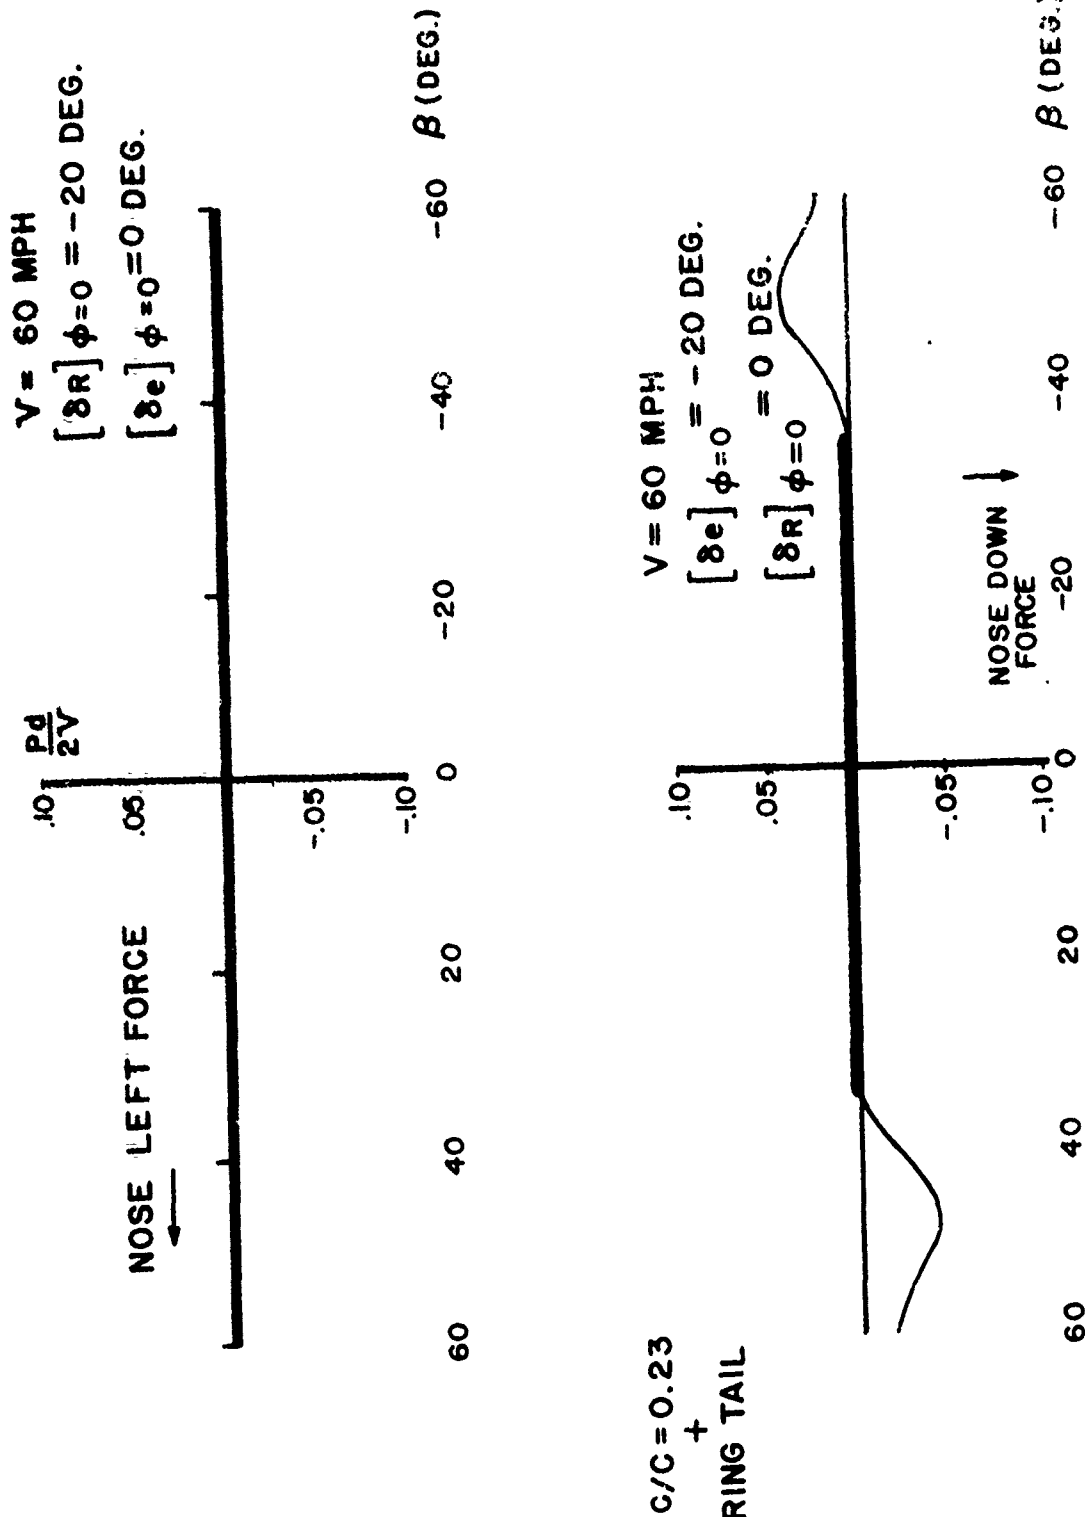 V = 60 MPH
[δR] ϕ=0 = -20 DEG.
[δe] ϕ=0 = 0 DEG.
Pd
2V
.10
.05
-.05
-.10
NOSE LEFT FORCE
60 40 20 0 -20 -40 -60 β (DEG.)
V = 60 MPH
[δe] ϕ=0 = -20 DEG.
[δR] ϕ=0 = 0 DEG.
C/C = 0.23
+
RING TAIL
.10
.05
-.05
-.10
NOSE DOWN
FORCE
60 40 20 0 -20 -40 -60 β (DEG.)